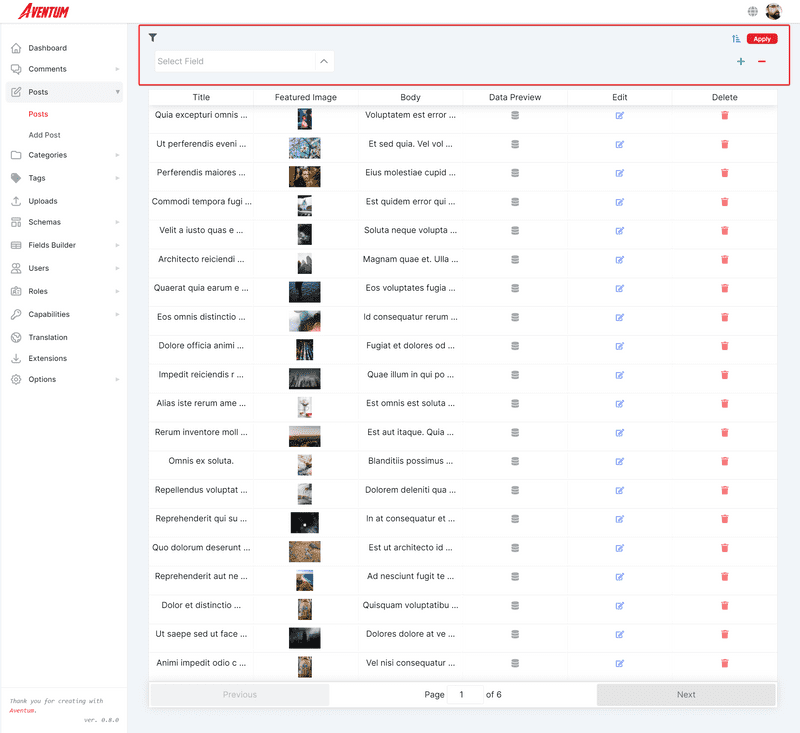 AVENTUM
Dashboard
Comments
Posts
Posts
Add Post
Categories
Tags
Uploads
Schemas
Fields Builder
Users
Roles
Capabilities
Translation
Extensions
Options
Thank you for creating with
Aventum.
ver. 0.0.0
Apply
Select Field
Title Featured Image Body Data Preview Edit Delete
Quia excepturi omnis ... Voluptatem est error ...
Ut perferendis eveni ... Et sed quia. Vel vol ...
Perferendis maiores ... Eius molestiae cupid ...
Commodi tempora fugi ... Est quidem error qui ...
Velit a iusto quas e ... Soluta neque volupta ...
Architecto reiciendi ... Magnam quae et. Ulla ...
Quaerat quia earum e ... Eos voluptates fugia ...
Eos omnis distinctio ... Id consequatur rerum ...
Dolore officia animi ... Fugiat et dolores od ...
Impedit reiciendis r ... Quae illum in qui po ...
Alias iste rerum ame ... Est omnis est soluta ...
Rerum inventore moll ... Est aut itaque. Quia ...
Omnis ex soluta. Blanditiis possimus ...
Repellendus voluptat ... Dolorem deleniti qua ...
Reprehenderit qui su ... In at consequatur et ...
Quo dolorum deserunt ... Est ut architecto id ...
Reprehenderit aut ne ... Ad nesciunt fugit te ...
Dolor et distinctio ... Quisquam voluptatibu ...
Ut saepe sed ut face ... Dolores dolore at ve ...
Animi impedit odio c ... Vel nisi consequatur ...
Previous Page 1 of 6 Next